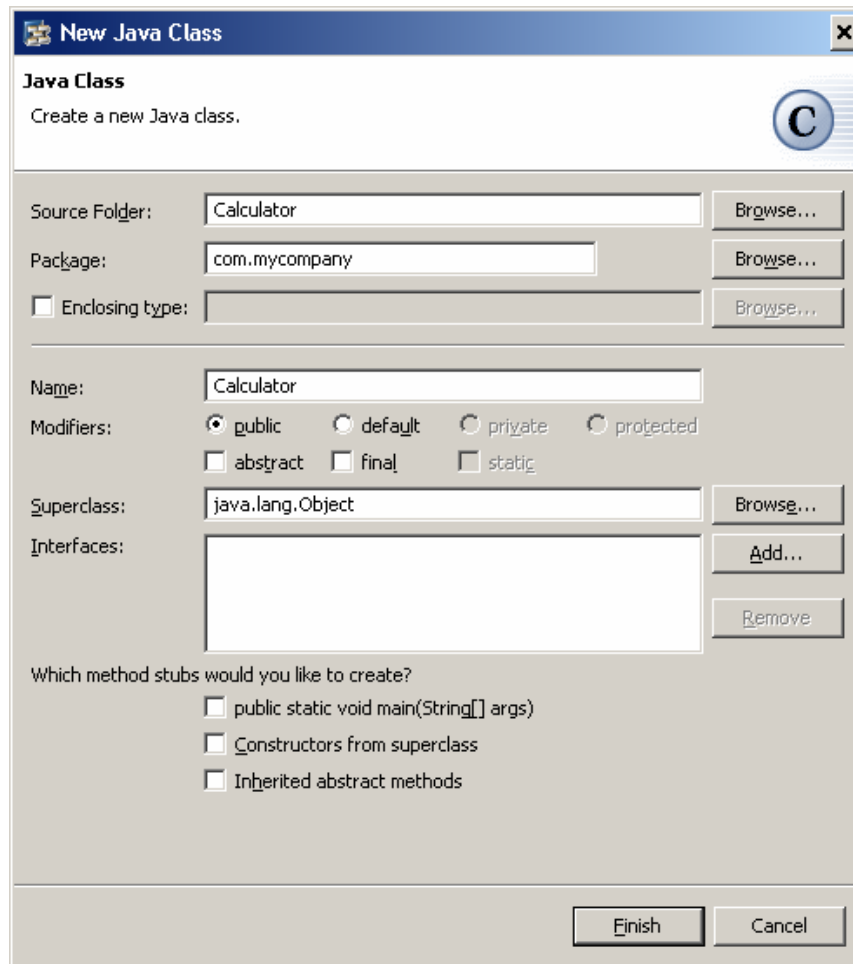 New Java Class
Java Class
Create a new Java class.
C
Source Folder: Calculator Browse...
Package: com.mycompany Browse...
Enclosing type: Browse...
Name: Calculator
Modifiers: public default private protected
abstract final static
Superclass: java.lang.Object Browse...
Interfaces: Add...
Remove
Which method stubs would you like to create?
public static void main(String[] args)
Constructors from superclass
Inherited abstract methods
Finish Cancel